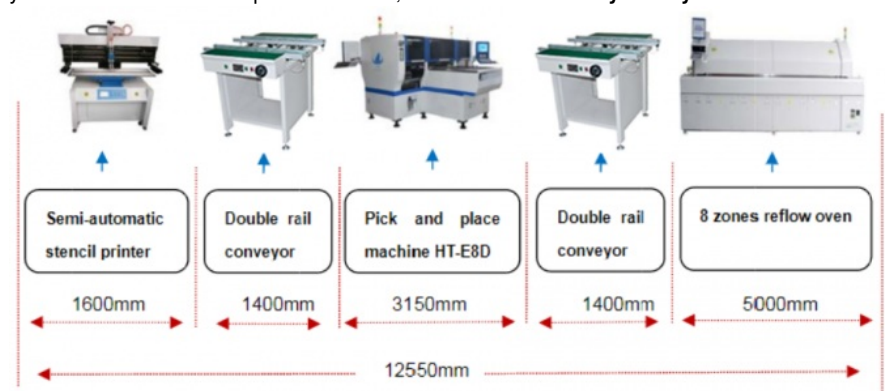 Semi-automatic
stencil printer
Double rail
conveyor
Pick and place
machine HT-E8D
Double rail
conveyor
8 zones reflow oven
1600mm
1400mm
3150mm
1400mm
5000mm
12550mm